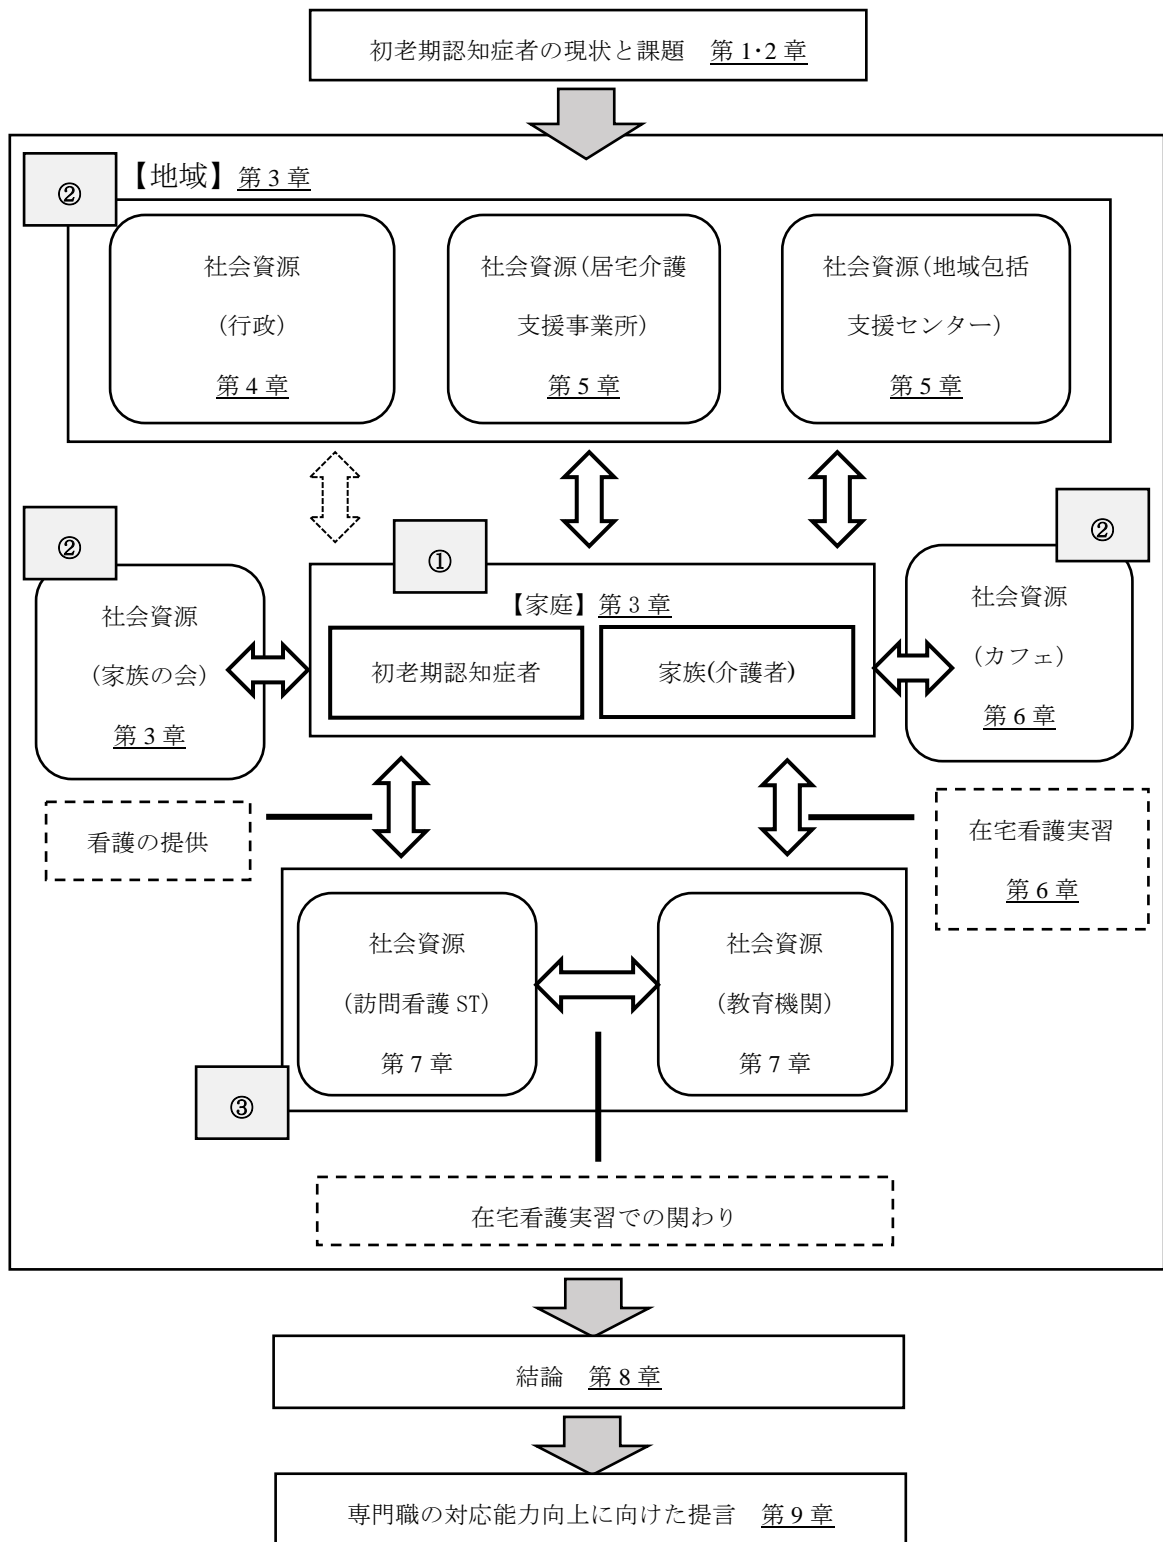 初老期認知症者の現状と課題 第1･2章
②
【地域】第3章
社会資源
(行政)
第4章
社会資源(居宅介護
支援事業所)
第5章
社会資源(地域包括
支援センター)
第5章
②
社会資源
(家族の会)
第3章
①
【家庭】第3章
初老期認知症者
家族(介護者)
②
社会資源
(カフェ)
第6章
看護の提供
在宅看護実習
第6章
社会資源
(訪問看護ST)
第7章
社会資源
(教育機関)
第7章
③
在宅看護実習での関わり
結論 第8章
専門職の対応能力向上に向けた提言 第9章